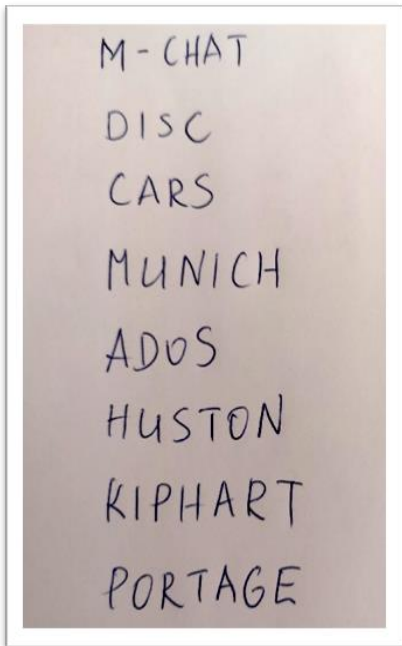 M-CHAT
DISC
CARS
MUNICH
ADOS
HUSTON
KIPHART
PORTAGE